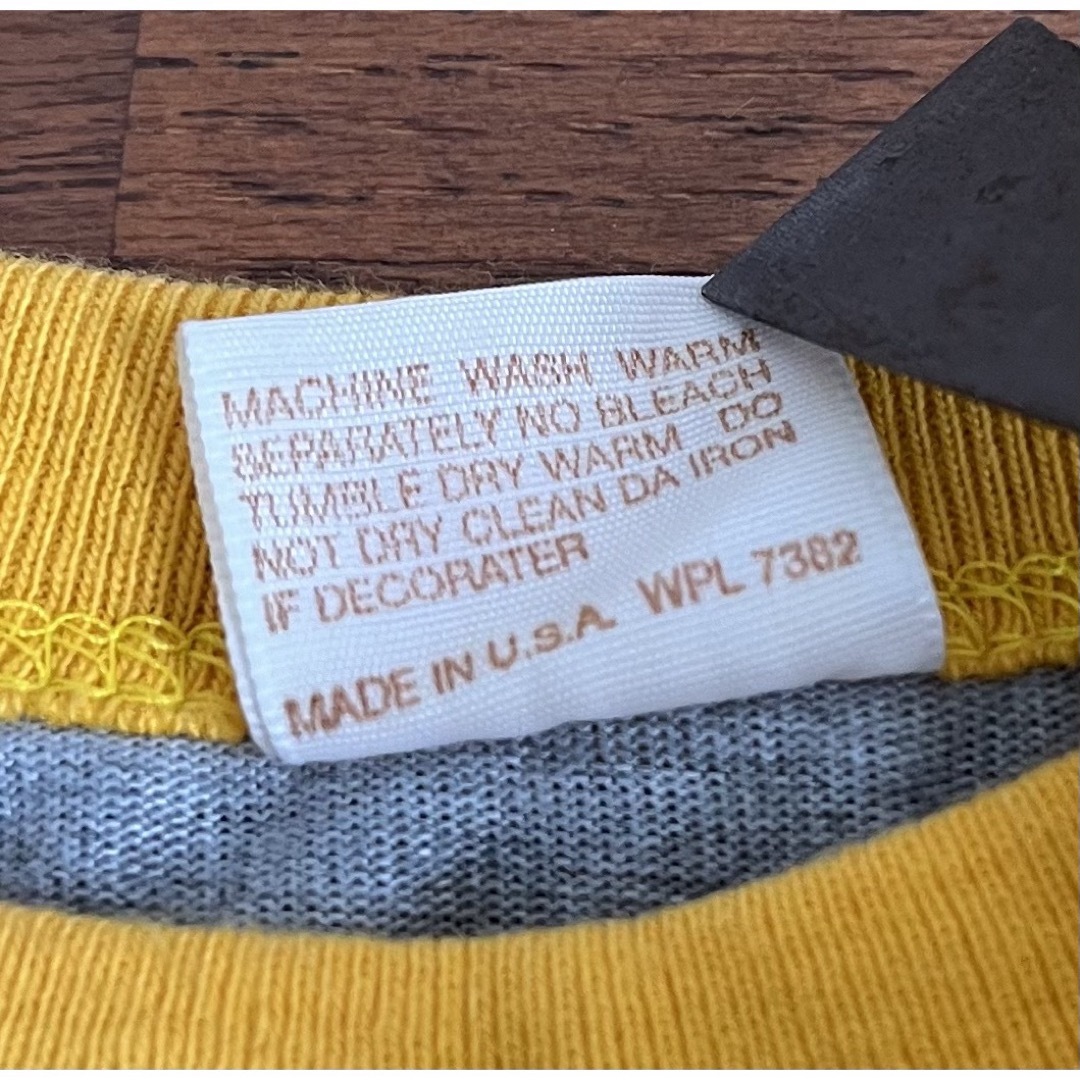 MACHINE WASH WARM
SEPARATELY NO BLEACH
TUMBLE DRY WARM DO
NOT DRY CLEAN DA IRON
IF DECORATER
MADE IN U.S.A. WPL 7382